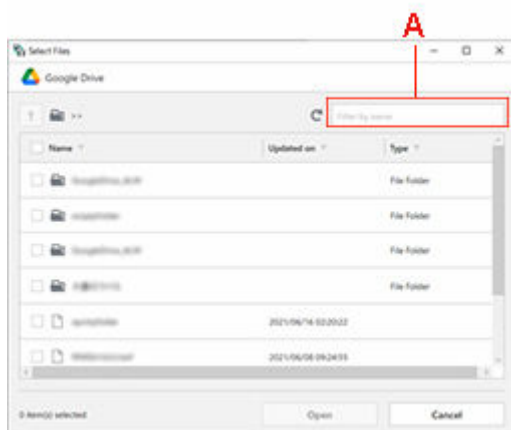 A
Select Files
Google Drive
>>
Filter by name
Name
Updated on
Type
File Folder
File Folder
File Folder
File Folder
2021/06/16 02:20:22
2021/06/08 09:24:55
0 item(s) selected
Open
Cancel